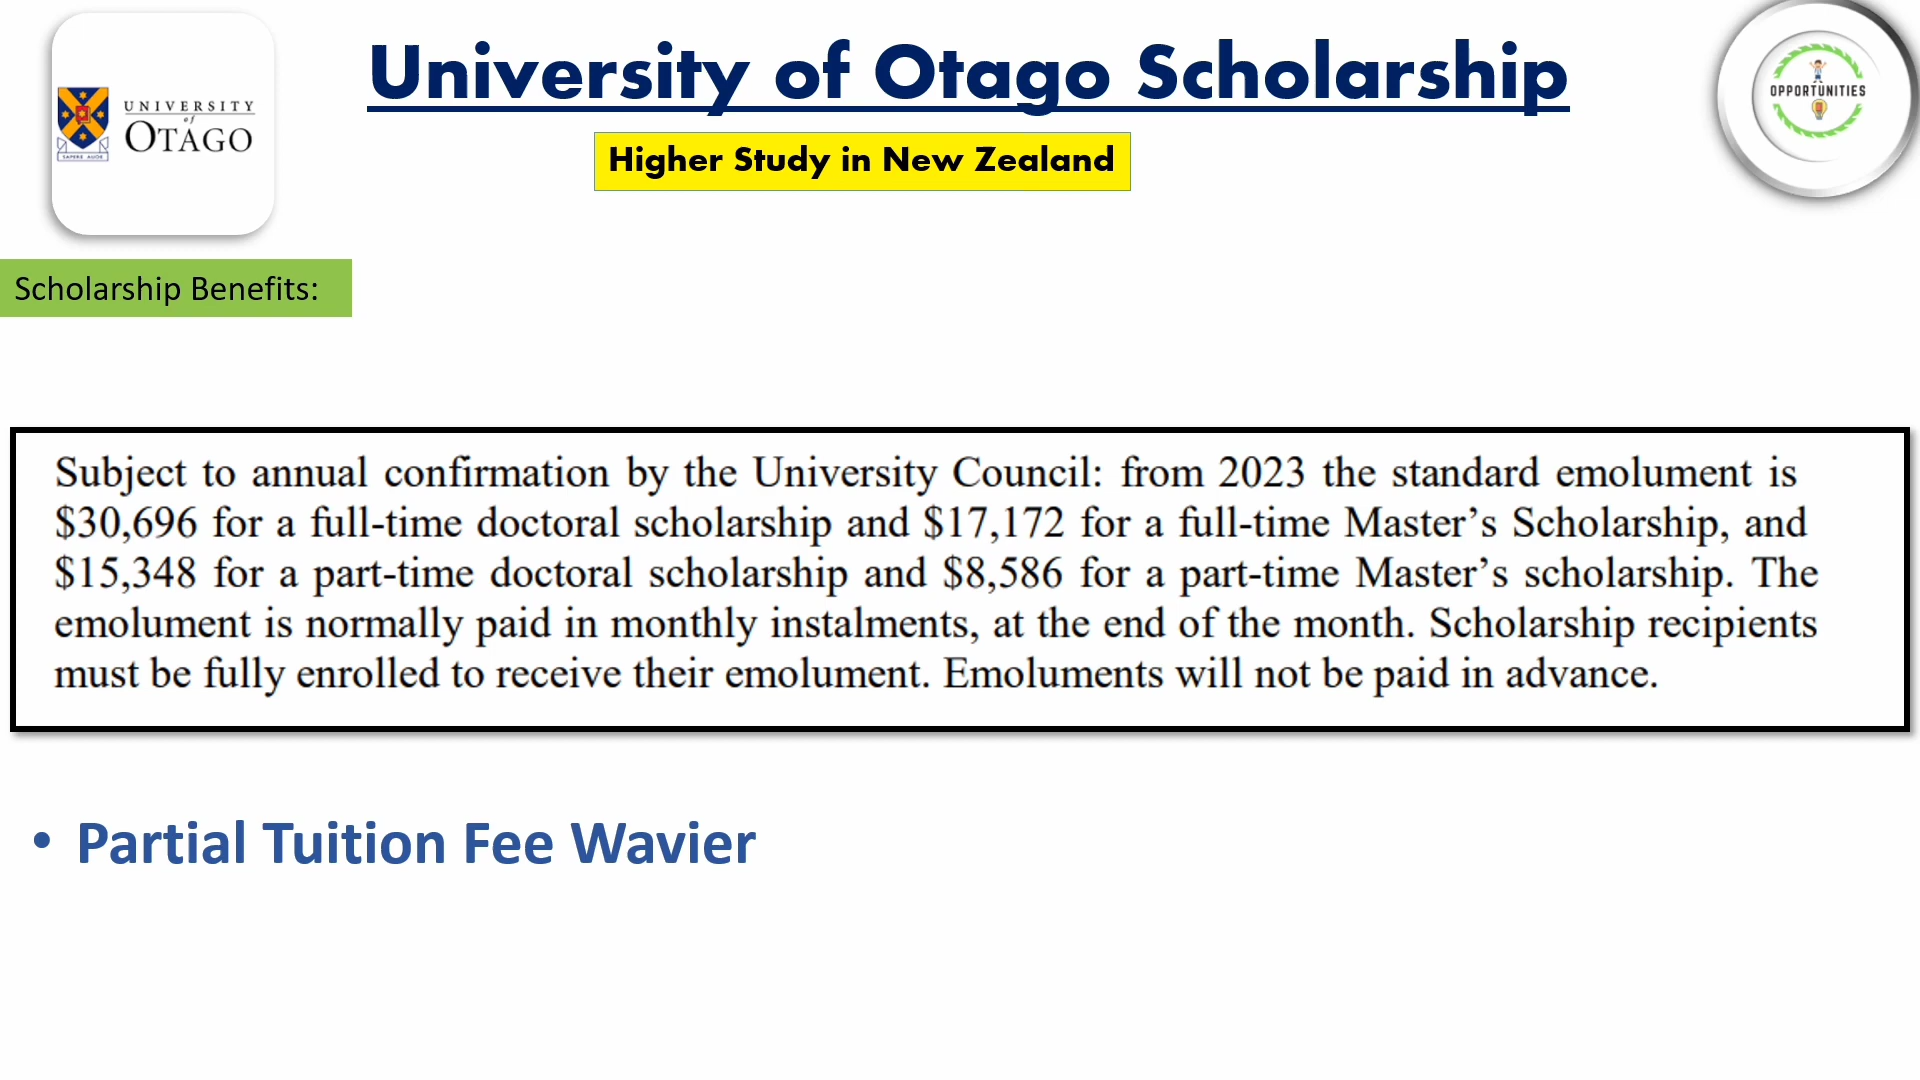 UNIVERSITY
of
OTAGO
SAPERE AUDE
University of Otago Scholarship
OPPORTUNITIES
Higher Study in New Zealand
Scholarship Benefits:
Subject to annual confirmation by the University Council: from 2023 the standard emolument is
$30,696 for a full-time doctoral scholarship and $17,172 for a full-time Master’s Scholarship, and
$15,348 for a part-time doctoral scholarship and $8,586 for a part-time Master’s scholarship. The
emolument is normally paid in monthly instalments, at the end of the month. Scholarship recipients
must be fully enrolled to receive their emolument. Emoluments will not be paid in advance.
• Partial Tuition Fee Wavier